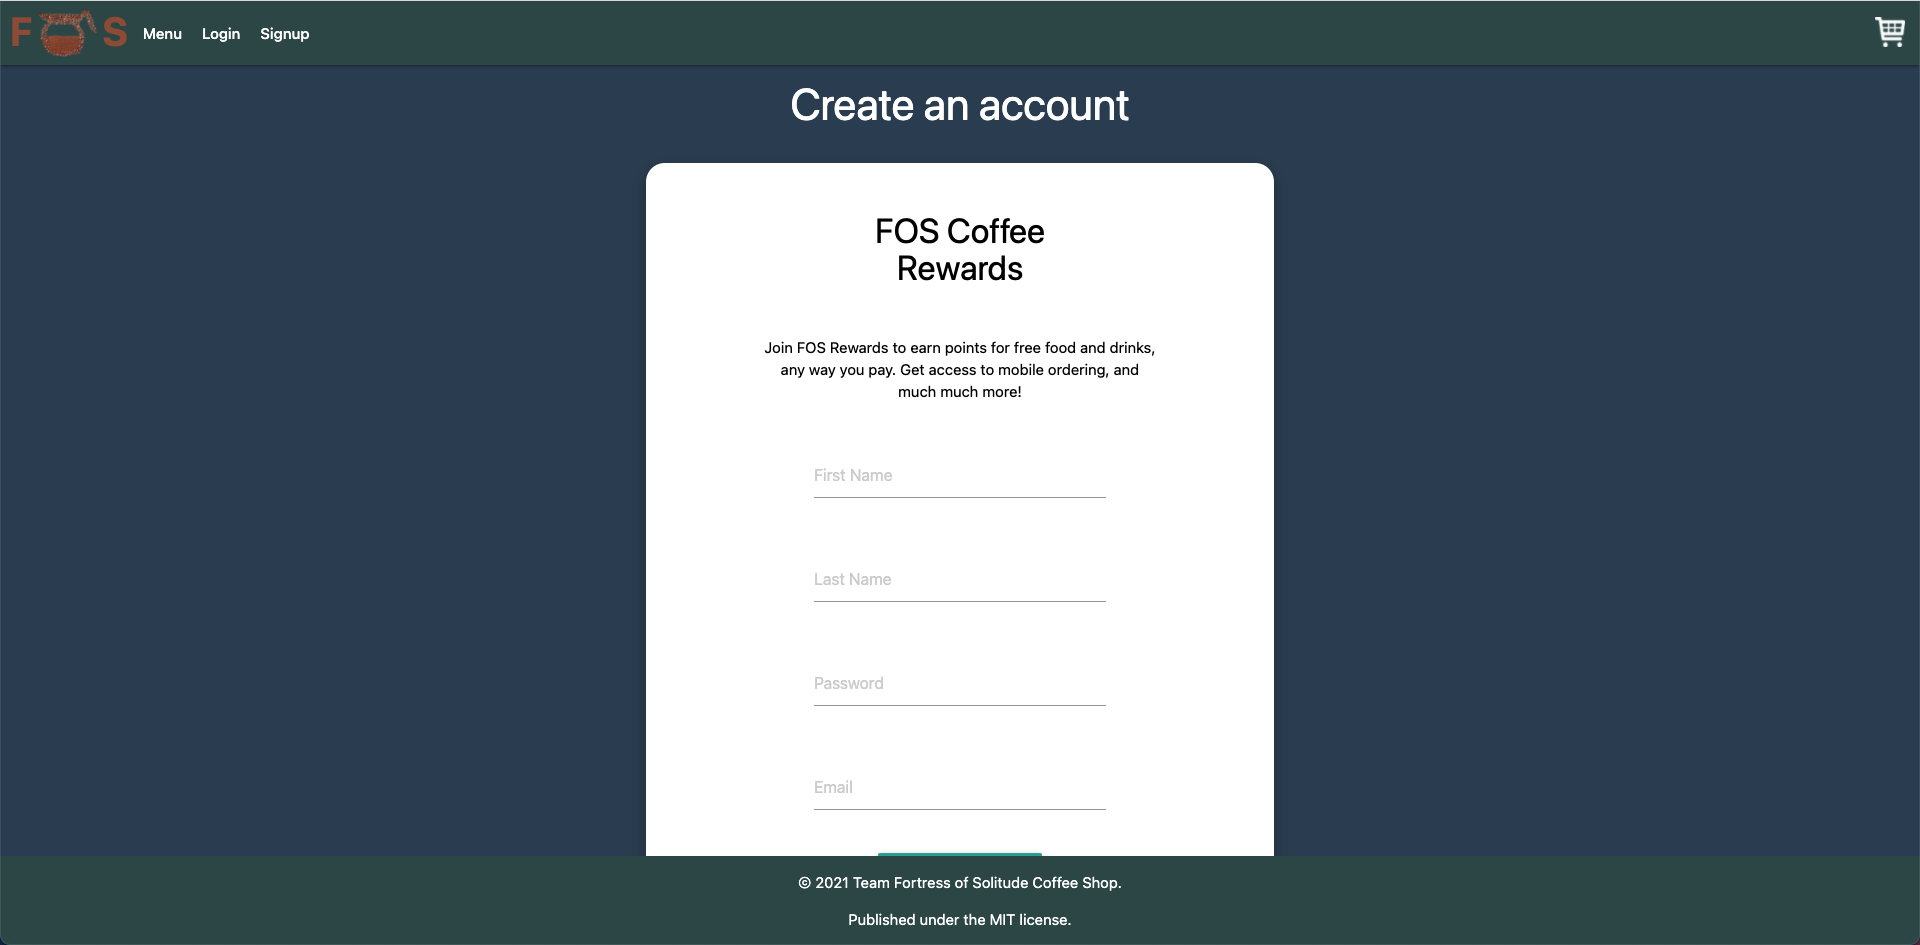 F S Menu Login Signup
Create an account
FOS Coffee
Rewards
Join FOS Rewards to earn points for free food and drinks,
any way you pay. Get access to mobile ordering, and
much much more!
First Name
Last Name
Password
Email
© 2021 Team Fortress of Solitude Coffee Shop.
Published under the MIT license.